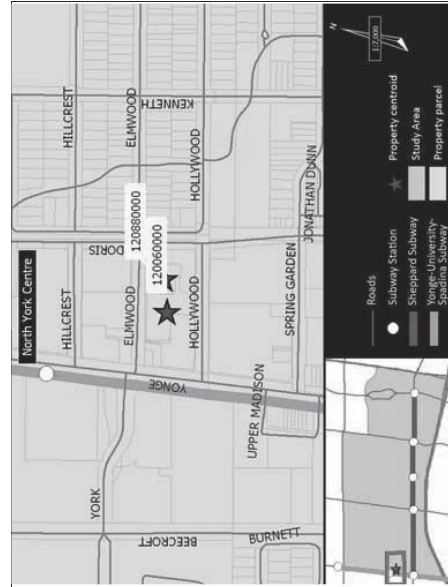 North York Centre
HILLCREST
HILLCREST
ELMWOOD
ELMWOOD
KENNETH
HOLLYWOOD
HOLLYWOOD
DORIS
120880000
120060000
YONGE
YORK
BEECROFT
BURNETT
UPPER MADISON
SPRING GARDEN
JONATHAN DUNN
N
1:2,000
Roads
Subway Station
Sheppard Subway
Yonge-University-
Spadina Subway
Property centroid
Study Area
Property parcel